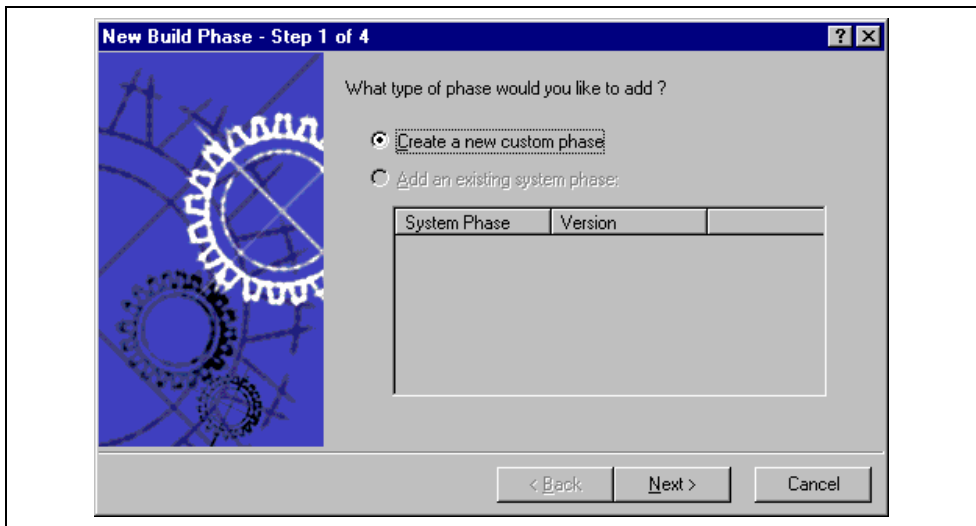 New Build Phase - Step 1 of 4
What type of phase would you like to add ?
Create a new custom phase
Add an existing system phase:
System Phase Version
< Back Next > Cancel